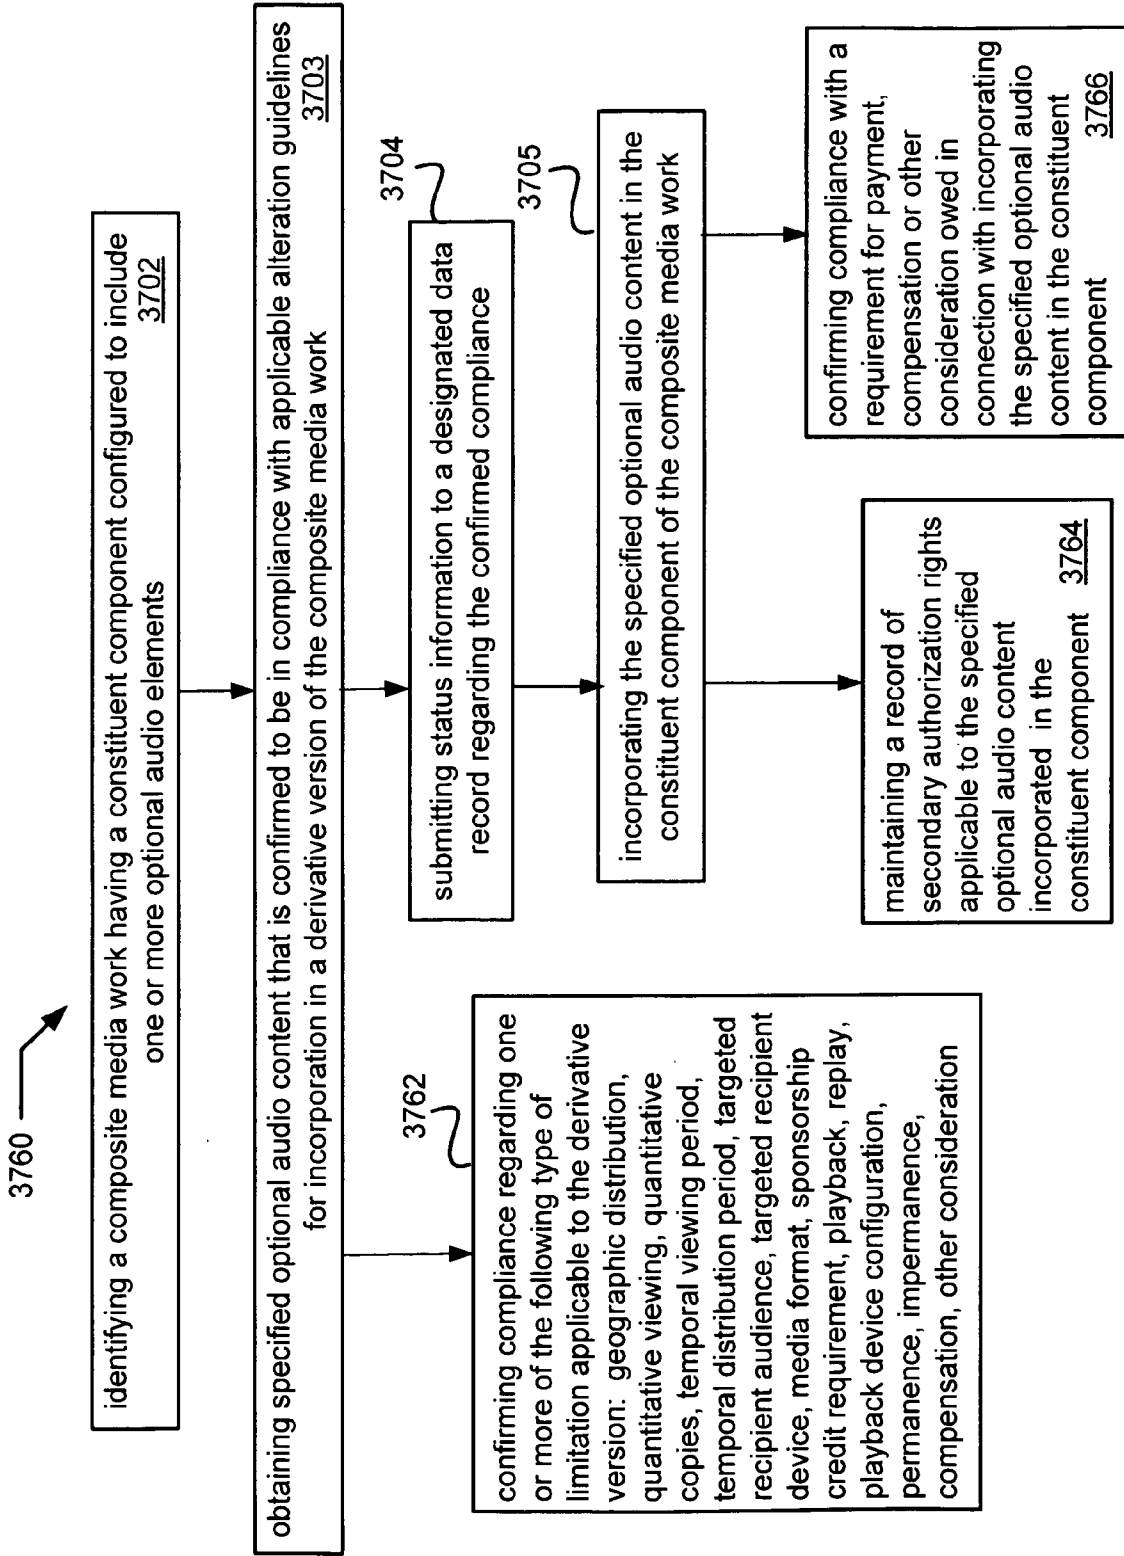 3760
identifying a composite media work having a constituent component configured to include
one or more optional audio elements 3702
obtaining specified optional audio content that is confirmed to be in compliance with applicable alteration guidelines
for incorporation in a derivative version of the composite media work 3703
3704
submitting status information to a designated data
record regarding the confirmed compliance
3705
incorporating the specified optional audio content in the
constituent component of the composite media work
3762
confirming compliance regarding one
or more of the following type of
limitation applicable to the derivative
version: geographic distribution,
quantitative viewing, quantitative
copies, temporal viewing period,
temporal distribution period, targeted
recipient audience, targeted recipient
device, media format, sponsorship
credit requirement, playback, replay,
playback device configuration,
permanence, impermanence,
compensation, other consideration
maintaining a record of
secondary authorization rights
applicable to the specified
optional audio content
incorporated in the
constituent component 3764
confirming compliance with a
requirement for payment,
compensation or other
consideration owed in
connection with incorporating
the specified optional audio
content in the constituent
component 3766